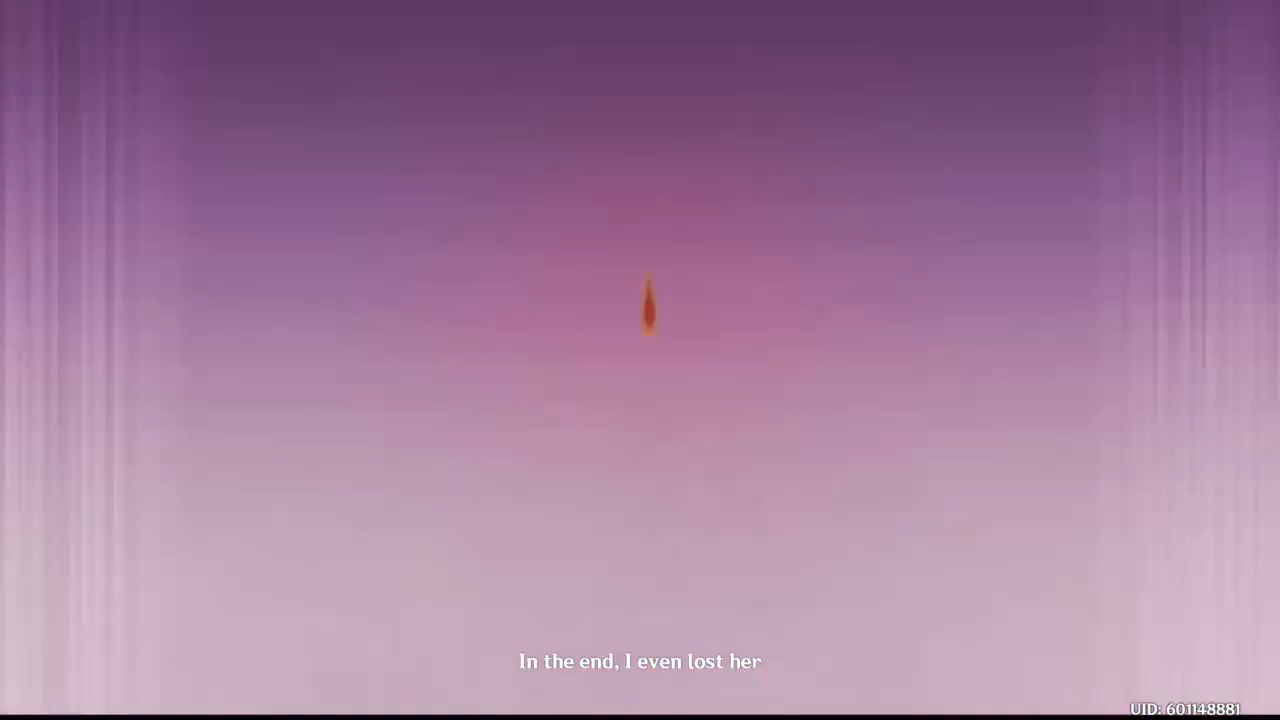 In the end, I even lost her
UID: 601148881